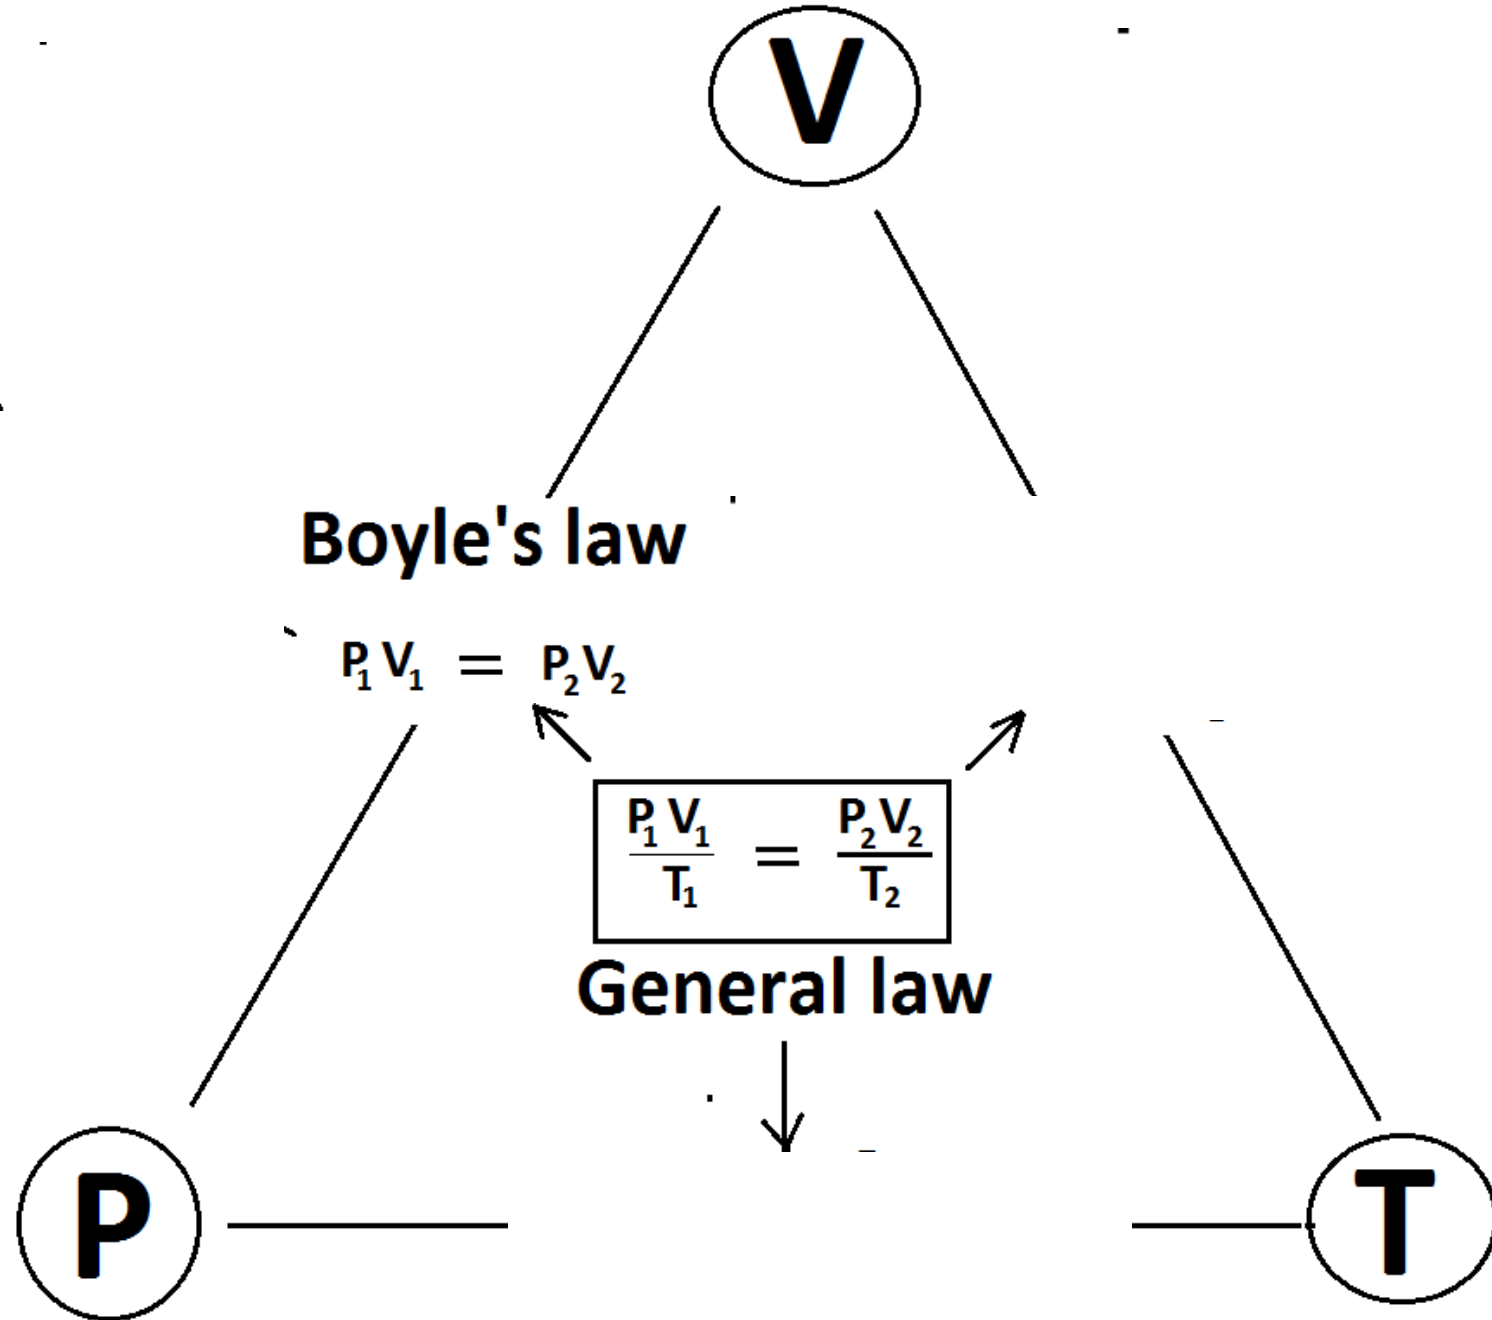 V
Boyle's law
P₁V₁ = P₂V₂
P₁V₁/T₁ = P₂V₂/T₂
General law
P
T